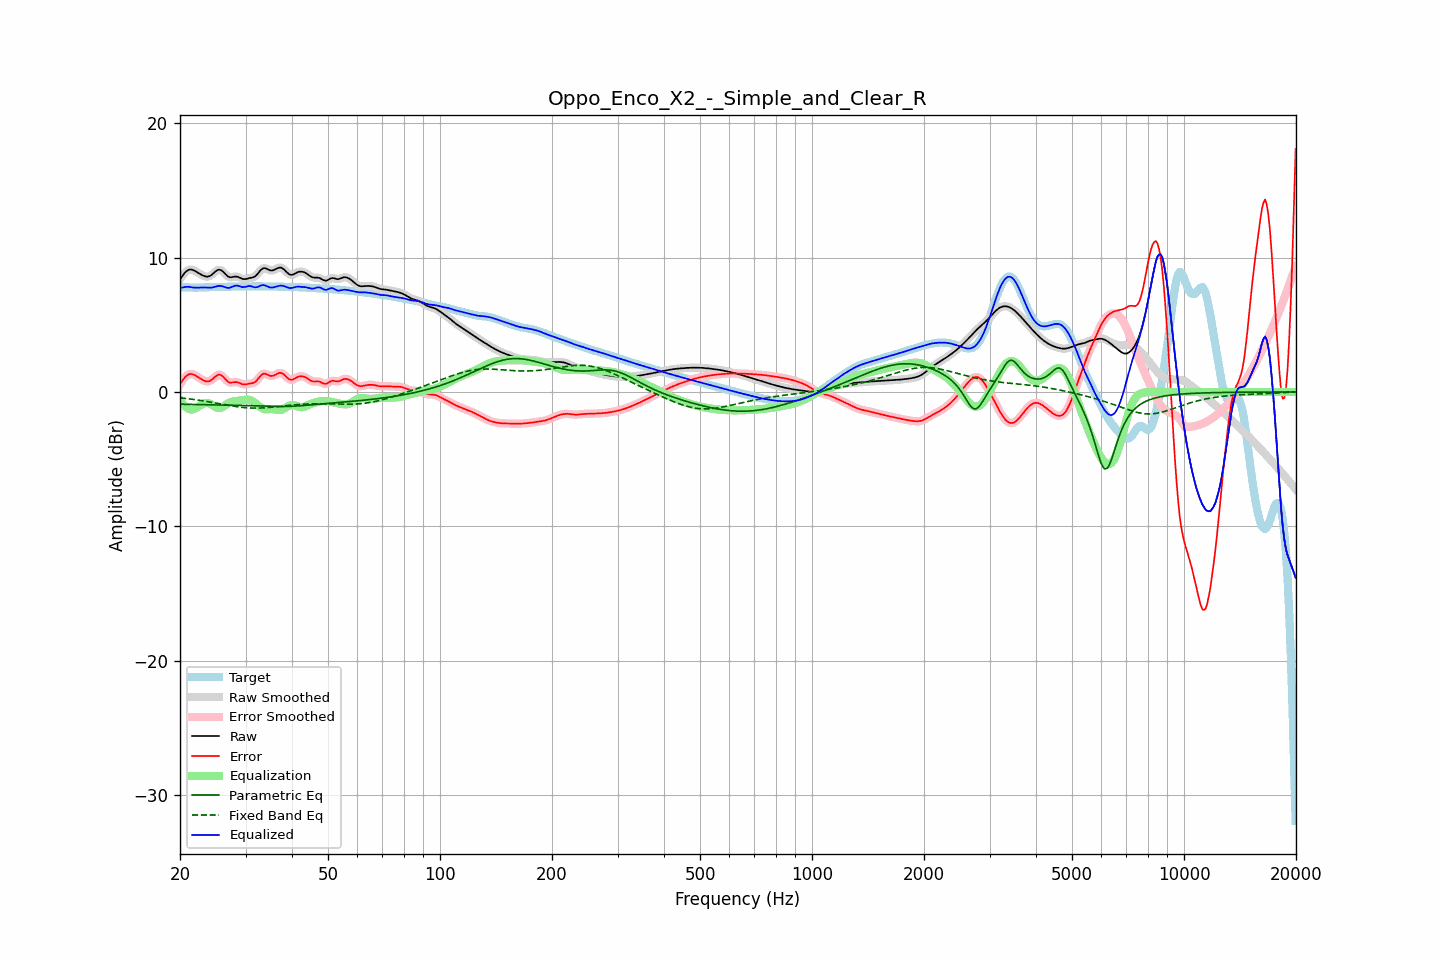 Oppo_Enco_X2_-_Simple_and_Clear_R
20
10
0
−10
−20
−30
Amplitude (dBr)
Target
Raw Smoothed
Error Smoothed
Raw
Error
Equalization
Parametric Eq
Fixed Band Eq
Equalized
20 50 100 200 500 1000 2000 5000 10000 20000
Frequency (Hz)